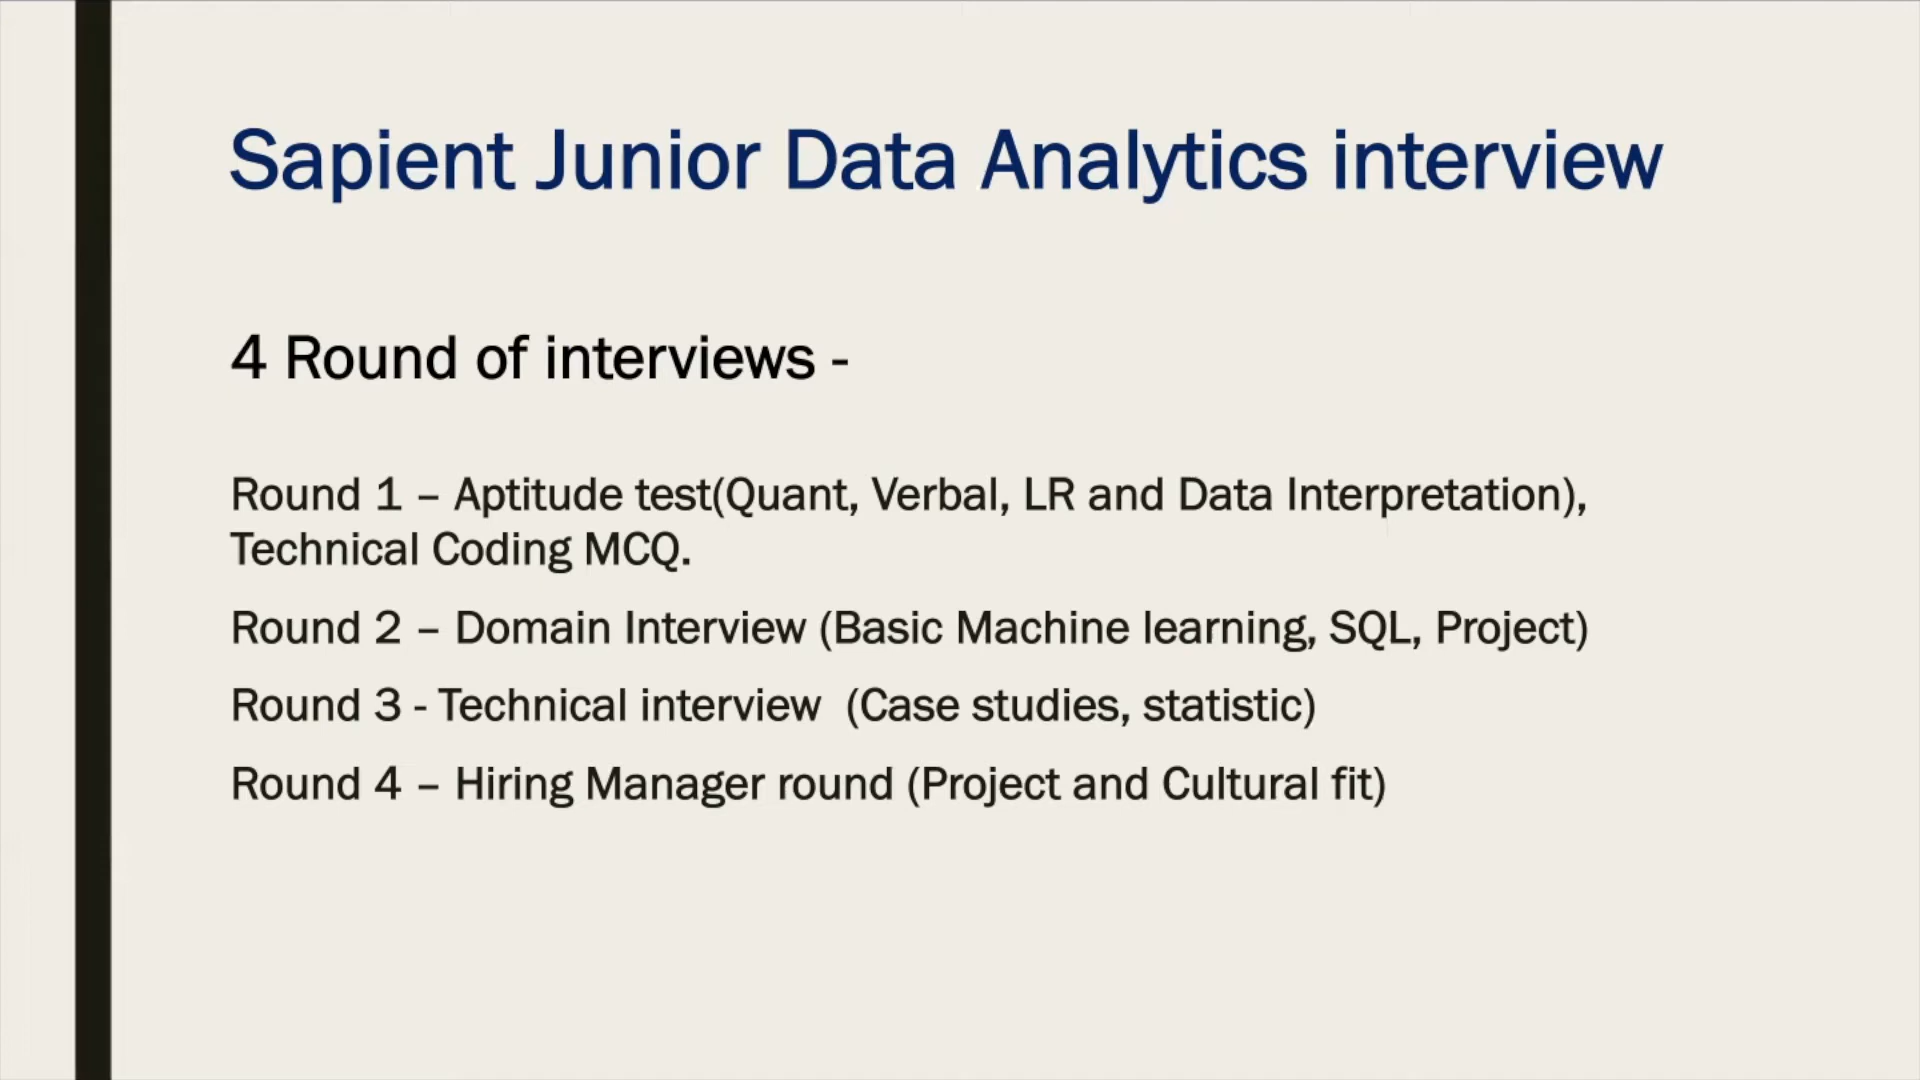 Sapient Junior Data Analytics interview
4 Round of interviews -
Round 1 – Aptitude test(Quant, Verbal, LR and Data Interpretation),
Technical Coding MCQ.
Round 2 – Domain Interview (Basic Machine learning, SQL, Project)
Round 3 - Technical interview  (Case studies, statistic)
Round 4 – Hiring Manager round (Project and Cultural fit)